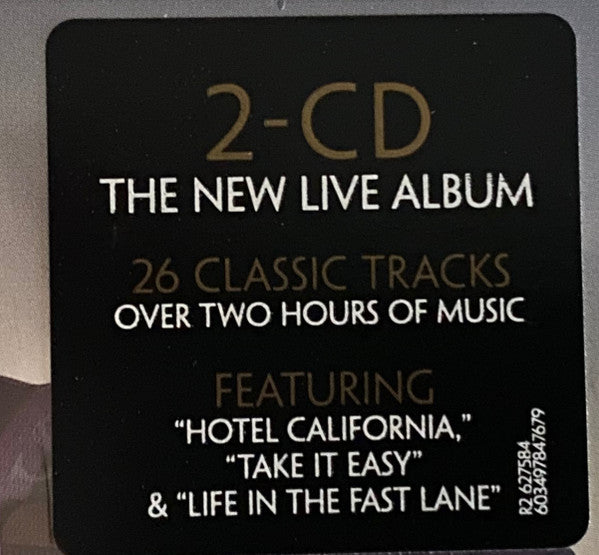 2-CD
THE NEW LIVE ALBUM
26 CLASSIC TRACKS
OVER TWO HOURS OF MUSIC
FEATURING
“HOTEL CALIFORNIA,”
“TAKE IT EASY”
& “LIFE IN THE FAST LANE”
R2 627584
603497847679